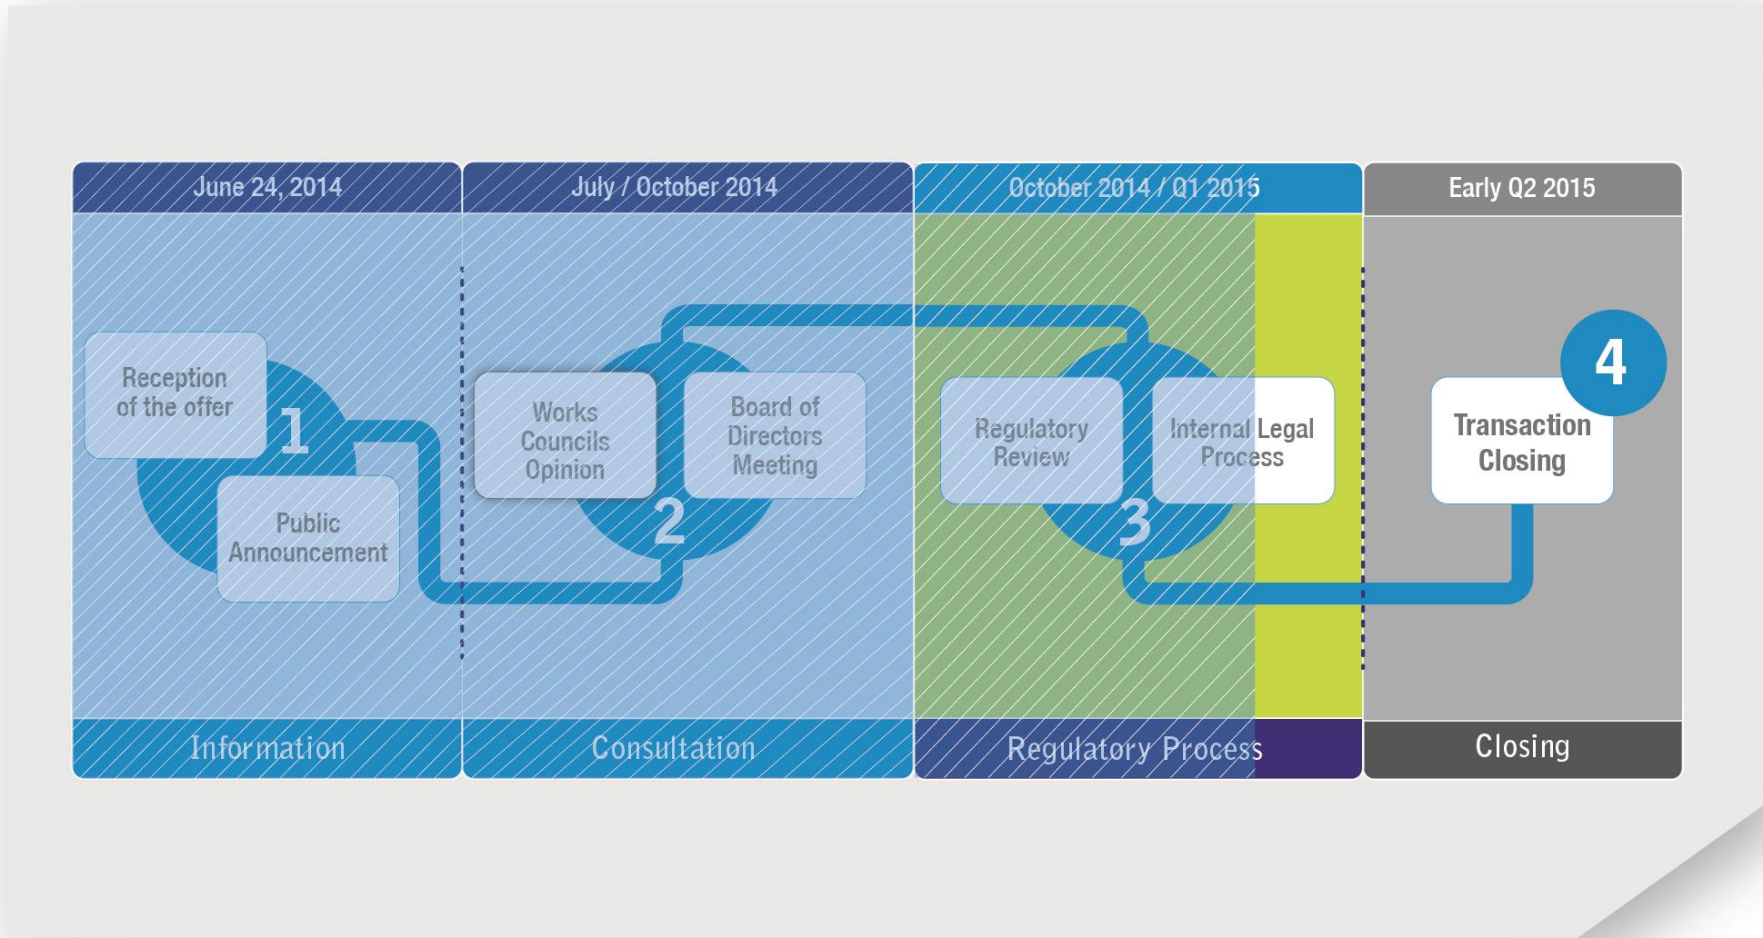 June 24, 2014
July / October 2014
October 2014 / Q1 2015
Early Q2 2015
Reception
of the offer
1
Public
Announcement
Works
Councils
Opinion
Board of
Directors
Meeting
2
Regulatory
Review
Internal Legal
Process
3
4
Transaction
Closing
Information
Consultation
Regulatory Process
Closing